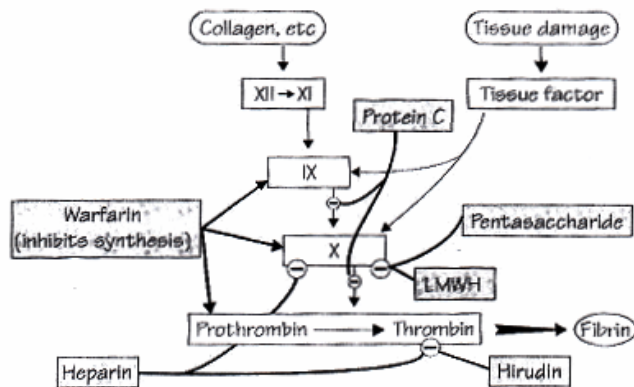 Collagen, etc
Tissue damage
XII → XI
Protein C
Tissue factor
IX
Warfarin
(inhibits synthesis)
Pentasaccharide
X
LMWH
Prothrombin → Thrombin
Fibrin
Heparin
Hirudin